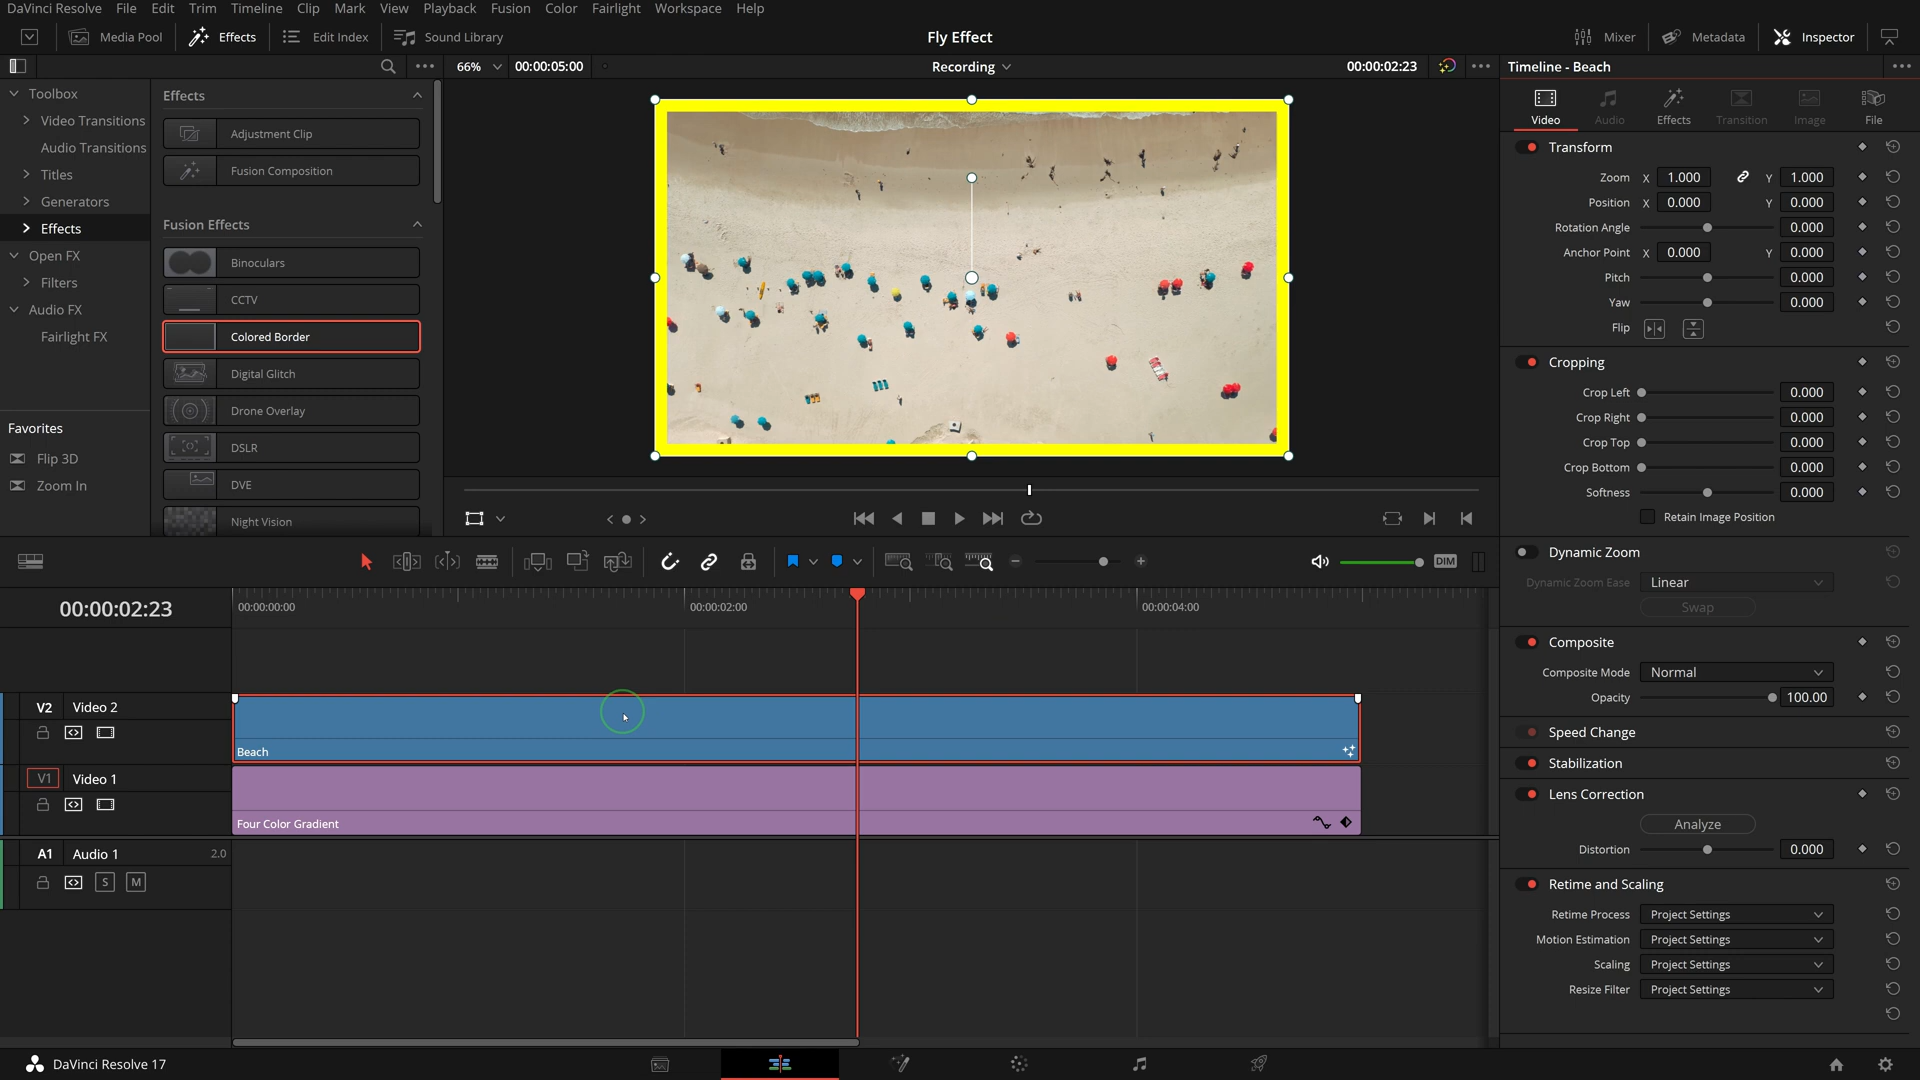 DaVinci Resolve File Edit Trim Timeline Clip Mark View Playback Fusion Color Fairlight Workspace Help
Media Pool Effects Edit Index Sound Library Fly Effect Mixer Metadata Inspector
66% 00:00:05:00 Recording 00:00:02:23 Timeline - Beach
Toolbox
Video Transitions
Audio Transitions
Titles
Generators
Effects
Open FX
Filters
Audio FX
Fairlight FX
Favorites
Flip 3D
Zoom In
Effects
Adjustment Clip
Fusion Composition
Fusion Effects
Binoculars
CCTV
Colored Border
Digital Glitch
Drone Overlay
DSLR
DVE
Night Vision
Video Audio Effects Transition Image File
Transform
Zoom X 1.000 Y 1.000
Position X 0.000 Y 0.000
Rotation Angle 0.000
Anchor Point X 0.000 Y 0.000
Pitch 0.000
Yaw 0.000
Flip
Cropping
Crop Left 0.000
Crop Right 0.000
Crop Top 0.000
Crop Bottom 0.000
Softness 0.000
Retain Image Position
Dynamic Zoom
Dynamic Zoom Ease Linear
Swap
Composite
Composite Mode Normal
Opacity 100.00
Speed Change
Stabilization
Lens Correction
Analyze
Distortion 0.000
Retime and Scaling
Retime Process Project Settings
Motion Estimation Project Settings
Scaling Project Settings
Resize Filter Project Settings
DIM
00:00:02:23 00:00:00:00 00:00:02:00 00:00:04:00
V2 Video 2
Beach
V1 Video 1
Four Color Gradient
A1 Audio 1 2.0
S M
DaVinci Resolve 17